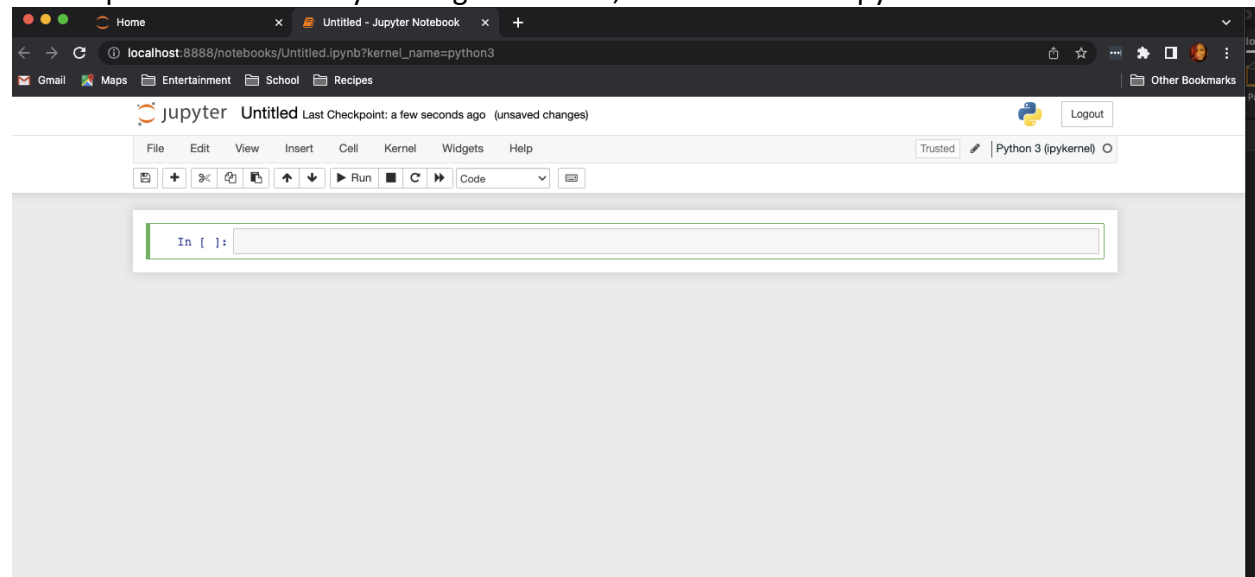 Home
Untitled - Jupyter Notebook
localhost:8888/notebooks/Untitled.ipynb?kernel_name=python3
Gmail Maps Entertainment School Recipes Other Bookmarks
jupyter Untitled Last Checkpoint: a few seconds ago (unsaved changes) Logout
File Edit View Insert Cell Kernel Widgets Help Trusted Python 3 (ipykernel)
Run Code
In [ ]: